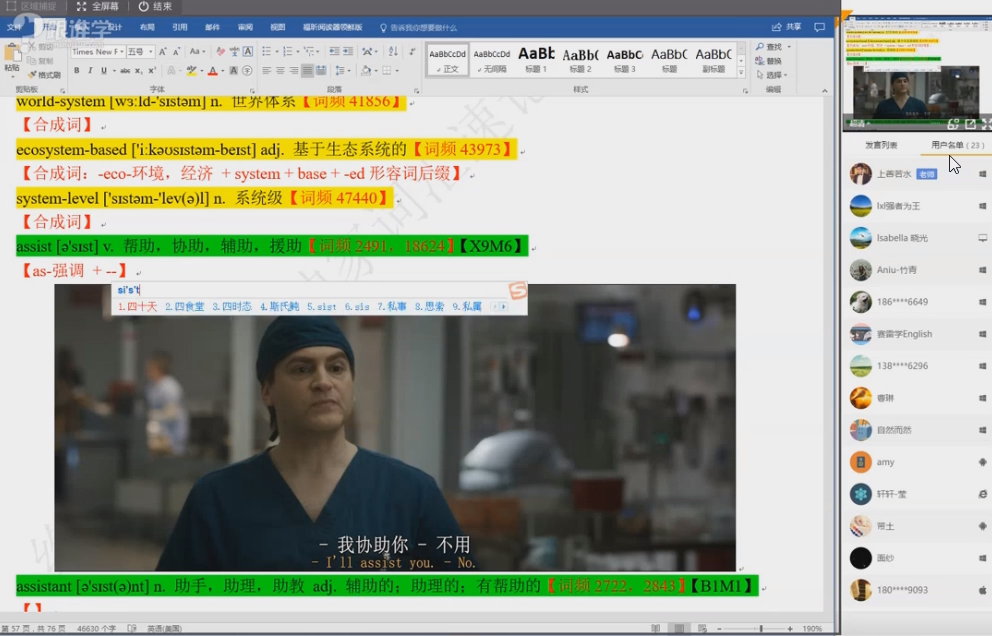 区域捕捉 全屏幕 结束
文件 开始 设计 布局 引用 邮件 审阅 视图 福昕阅读器领鲜版 告诉我你想要做什么 共享
跟谁学
粘贴 剪切 复制 格式刷
Times New F 五号
AaBbCcDd AaBbCcDd AaBb AaBb( AaBbC AaBbC AaBbC
正文 无间隔 标题 1 标题 2 标题 3 标题 副标题
查找 替换 选择
剪贴板 字体 段落 样式 编辑
world-system [wɜːld-'sɪstəm] n. 世界体系【词频 41856】
【合成词】
ecosystem-based ['iːkəʊsɪstəm-beɪst] adj. 基于生态系统的【词频 43973】
【合成词：-eco-环境，经济 + system + base + -ed 形容词后缀】
system-level ['sɪstəm-'lev(ə)l] n. 系统级【词频 47440】
【合成词】
assist [ə'sɪst] v. 帮助，协助，辅助，援助【词频 2491，18624】【X9M6】
【as-强调 + --】
si's't
1.四十天 2.四食堂 3.四时态 4.斯氏鲀 5.sist 6.sis 7.私事 8.思索 9.私属
- 我协助你 - 不用
- I'll assist you. - No.
assistant [ə'sɪst(ə)nt] n. 助手，助理，助教 adj. 辅助的；助理的；有帮助的【词频 2722，2843】【B1M1】
【】
第 57 页，共 76 页 46630 个字 英语(美国) 190%
超清
发言列表 用户名单 (23)
上善若水 老师
lxl强者为王
Isabella 晓光
Aniu-竹青
186****6649
赛雷学English
138****6296
尊琳
自然而然
amy
轩轩-莹
帝土
面纱
180****9093